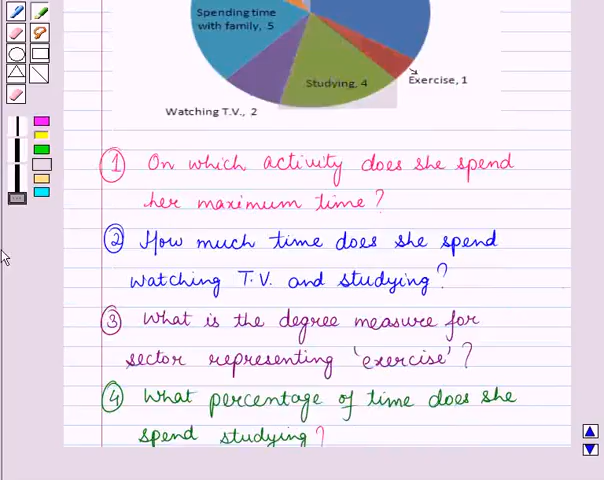 Spending time
with family, 5
Studying, 4
Exercise, 1
Watching T.V., 2
1 On which activity does she spend
her maximum time?
2 How much time does she spend
watching T.V. and studying?
3 What is the degree measure for
sector representing 'exercise'?
4 What percentage of time does she
spend studying?